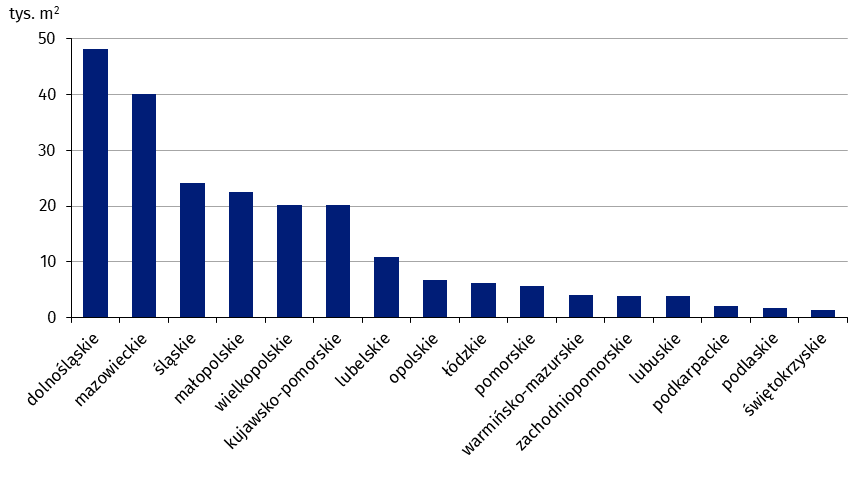 tys. m²
50
40
30
20
10
0
dolnośląskie
mazowieckie
śląskie
małopolskie
wielkopolskie
kujawsko-pomorskie
lubelskie
opolskie
łódzkie
pomorskie
warmińsko-mazurskie
zachodniopomorskie
lubuskie
podkarpackie
podlaskie
świętokrzyskie